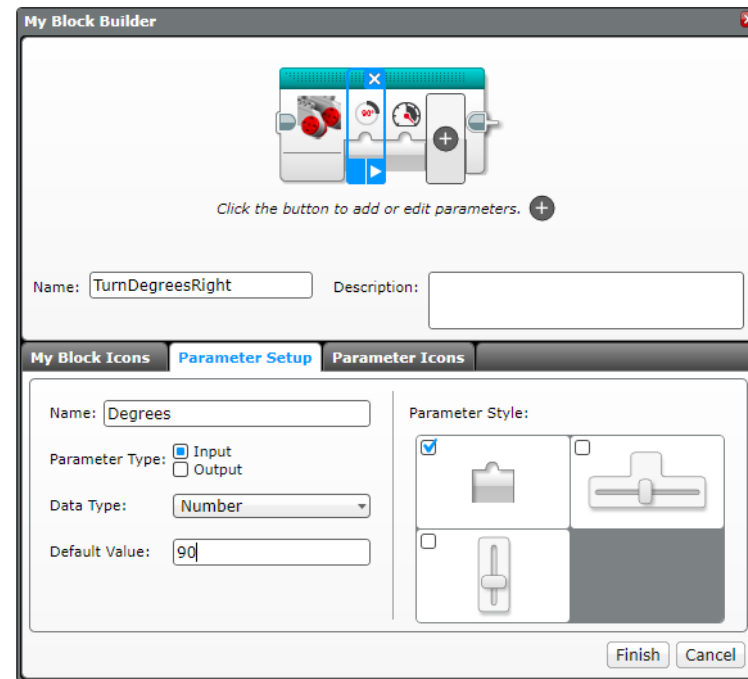 My Block Builder
90°
Click the button to add or edit parameters.
Name: TurnDegreesRight Description:
My Block Icons Parameter Setup Parameter Icons
Name: Degrees Parameter Style:
Parameter Type: Input
Output
Data Type: Number
Default Value: 90
Finish Cancel